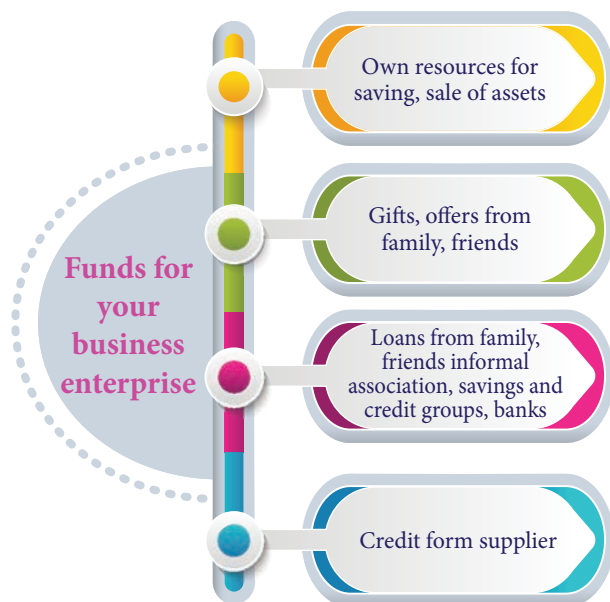 Own resources for
saving, sale of assets
Gifts, offers from
family, friends
Funds for
your
business
enterprise
Loans from family,
friends informal
association, savings and
credit groups, banks
Credit form supplier